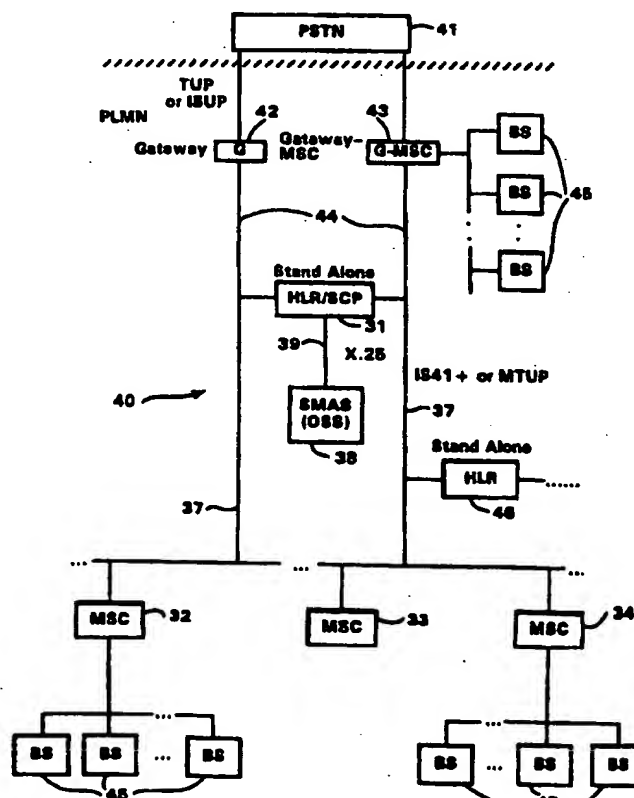 PSTN
41
TUP
or ISUP
PLMN
42
43
Gateway
G
Gateway-
MSC
G-MSC
BS
BS
45
BS
44
Stand Alone
HLR/SCP
31
39
X.25
IS41+ or MTUP
40
SMAS
(OSS)
38
37
Stand Alone
HLR
......
46
37
...
...
...
MSC
32
MSC
33
MSC
34
...
...
BS
BS
...
BS
BS
...
BS
BS
45